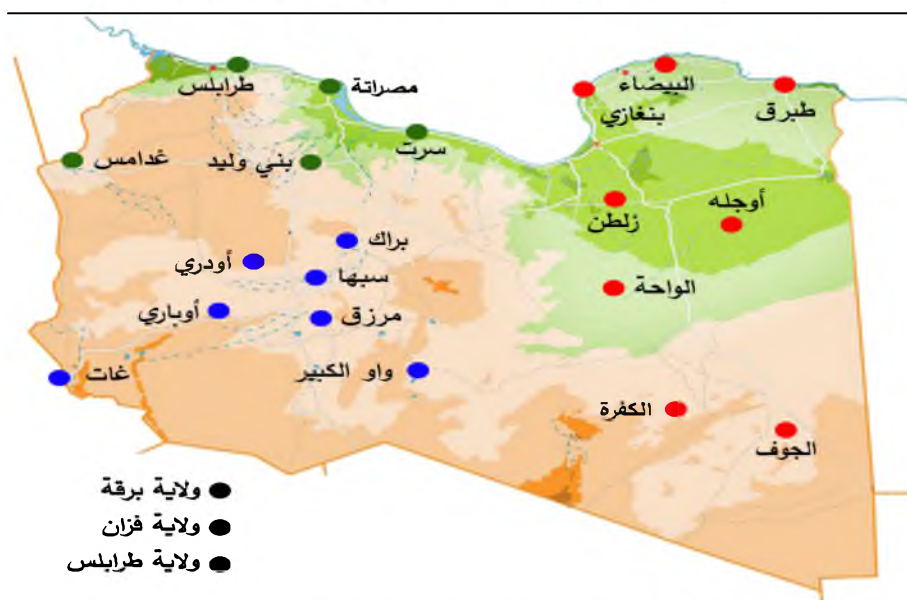 البيضاء
طرابلس
مصراتة
طبرق
بنغازي
سرت
بني وليد
غدامس
أوجله
زلطن
براك
أودري
سبها
الواحة
أوباري
مرزق
غات
واو الكبير
الكفرة
الجوف
ولاية برقة
ولاية فزان
ولاية طرابلس